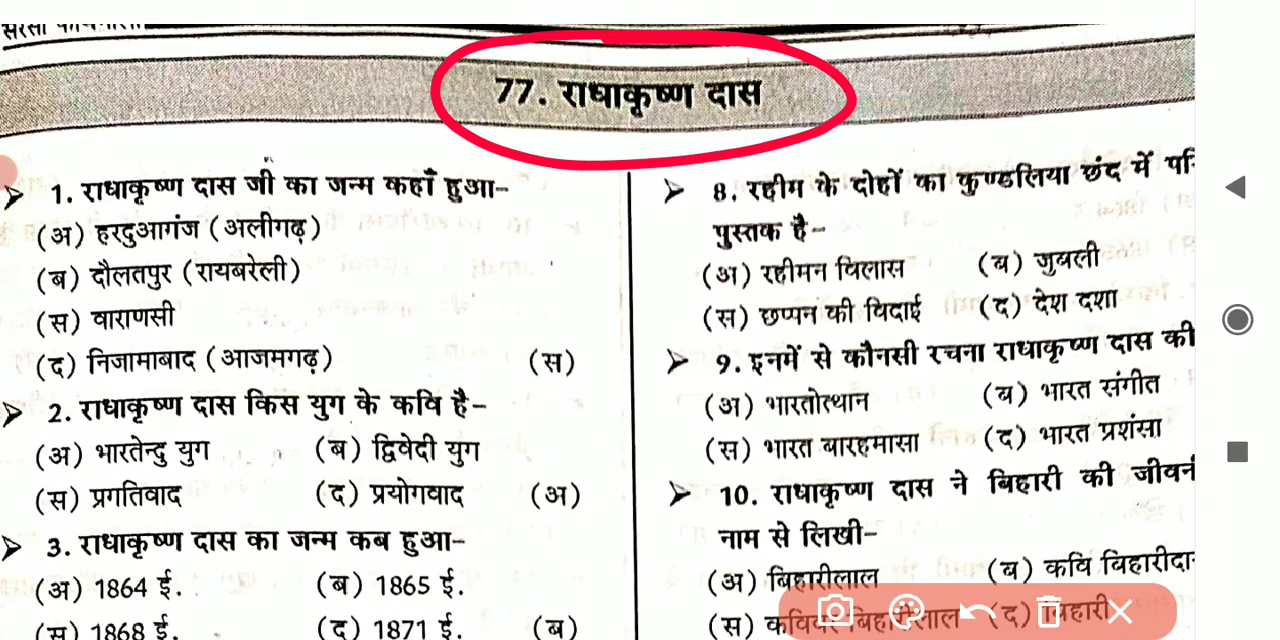 77. राधाकृष्ण दास
1. राधाकृष्ण दास जी का जन्म कहाँ हुआ-
(अ) हरदुआगंज (अलीगढ़)
(ब) दौलतपुर (रायबरेली)
(स) वाराणसी
(द) निजामाबाद (आजमगढ़) (स)
2. राधाकृष्ण दास किस युग के कवि है-
(अ) भारतेन्दु युग (ब) द्विवेदी युग
(स) प्रगतिवाद (द) प्रयोगवाद (अ)
3. राधाकृष्ण दास का जन्म कब हुआ-
(अ) 1864 ई. (ब) 1865 ई.
(स) 1868 ई. (द) 1871 ई. (ब)
8. रहीम के दोहों का कुण्डलिया छंद में
पुस्तक है-
(अ) रहीमन विलास (ब) जुबली
(स) छप्पन की विदाई (द) देश दशा
9. इनमें से कौनसी रचना राधाकृष्ण दास की
(अ) भारतोत्थान (ब) भारत संगीत
(स) भारत बारहमासा (द) भारत प्रशंसा
10. राधाकृष्ण दास ने बिहारी की
नाम से लिखी-
(अ) बिहारीलाल (ब) कवि
(स) कविवर बिहारीलाल (द) बिहारी